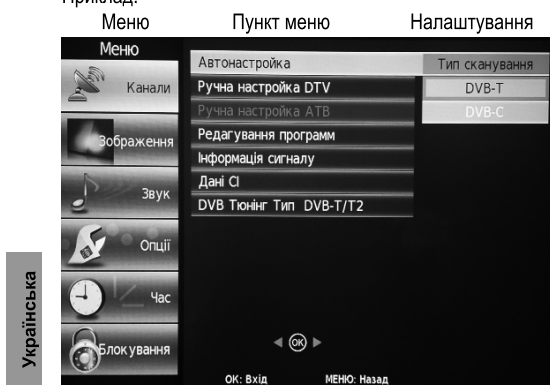 Приклад:
Меню Пункт меню Налаштування
Меню
Канали
Зображення
Звук
Опції
Час
Блокування
Автонастройка
Ручна настройка DTV
Ручна настройка АТВ
Редагування программ
Інформація сигналу
Дані CI
DVB Тюнінг Тип DVB-T/T2
Тип сканування
DVB-T
DVB-C
OK
ОК: Вхід МЕНЮ: Назад
Українська